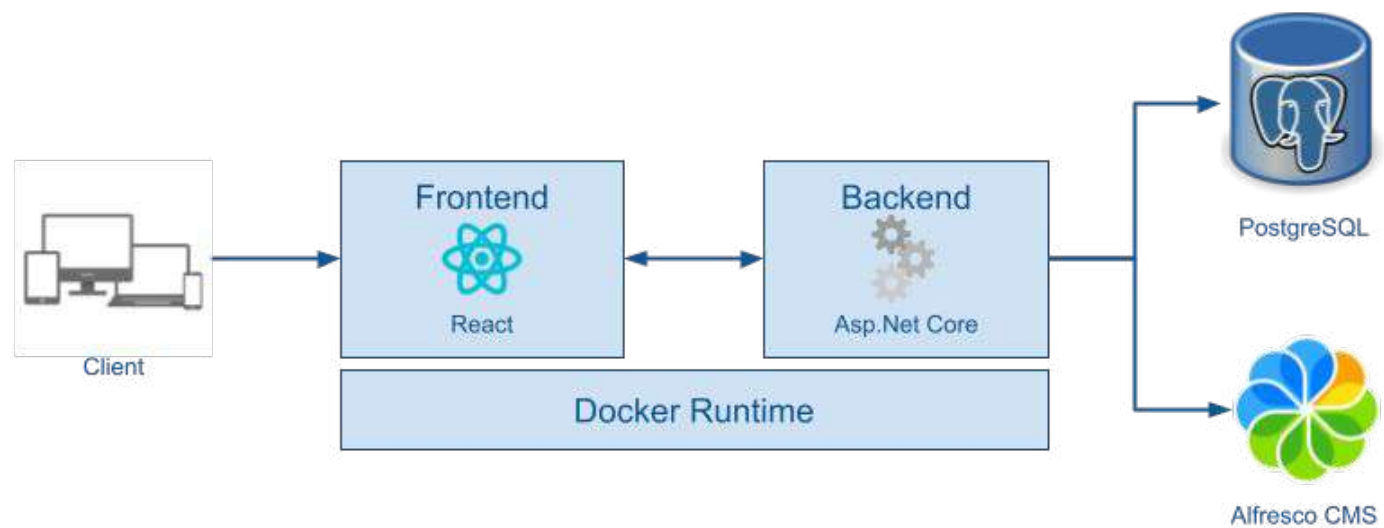 Client
Frontend
React
Backend
Asp.Net Core
Docker Runtime
PostgreSQL
Alfresco CMS